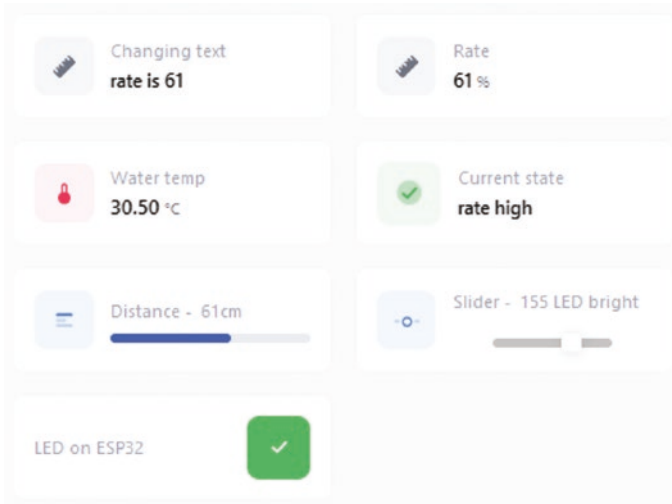 Changing text
rate is 61
Rate
61 %
Water temp
30.50 °C
Current state
rate high
Distance - 61cm
Slider - 155 LED bright
LED on ESP32